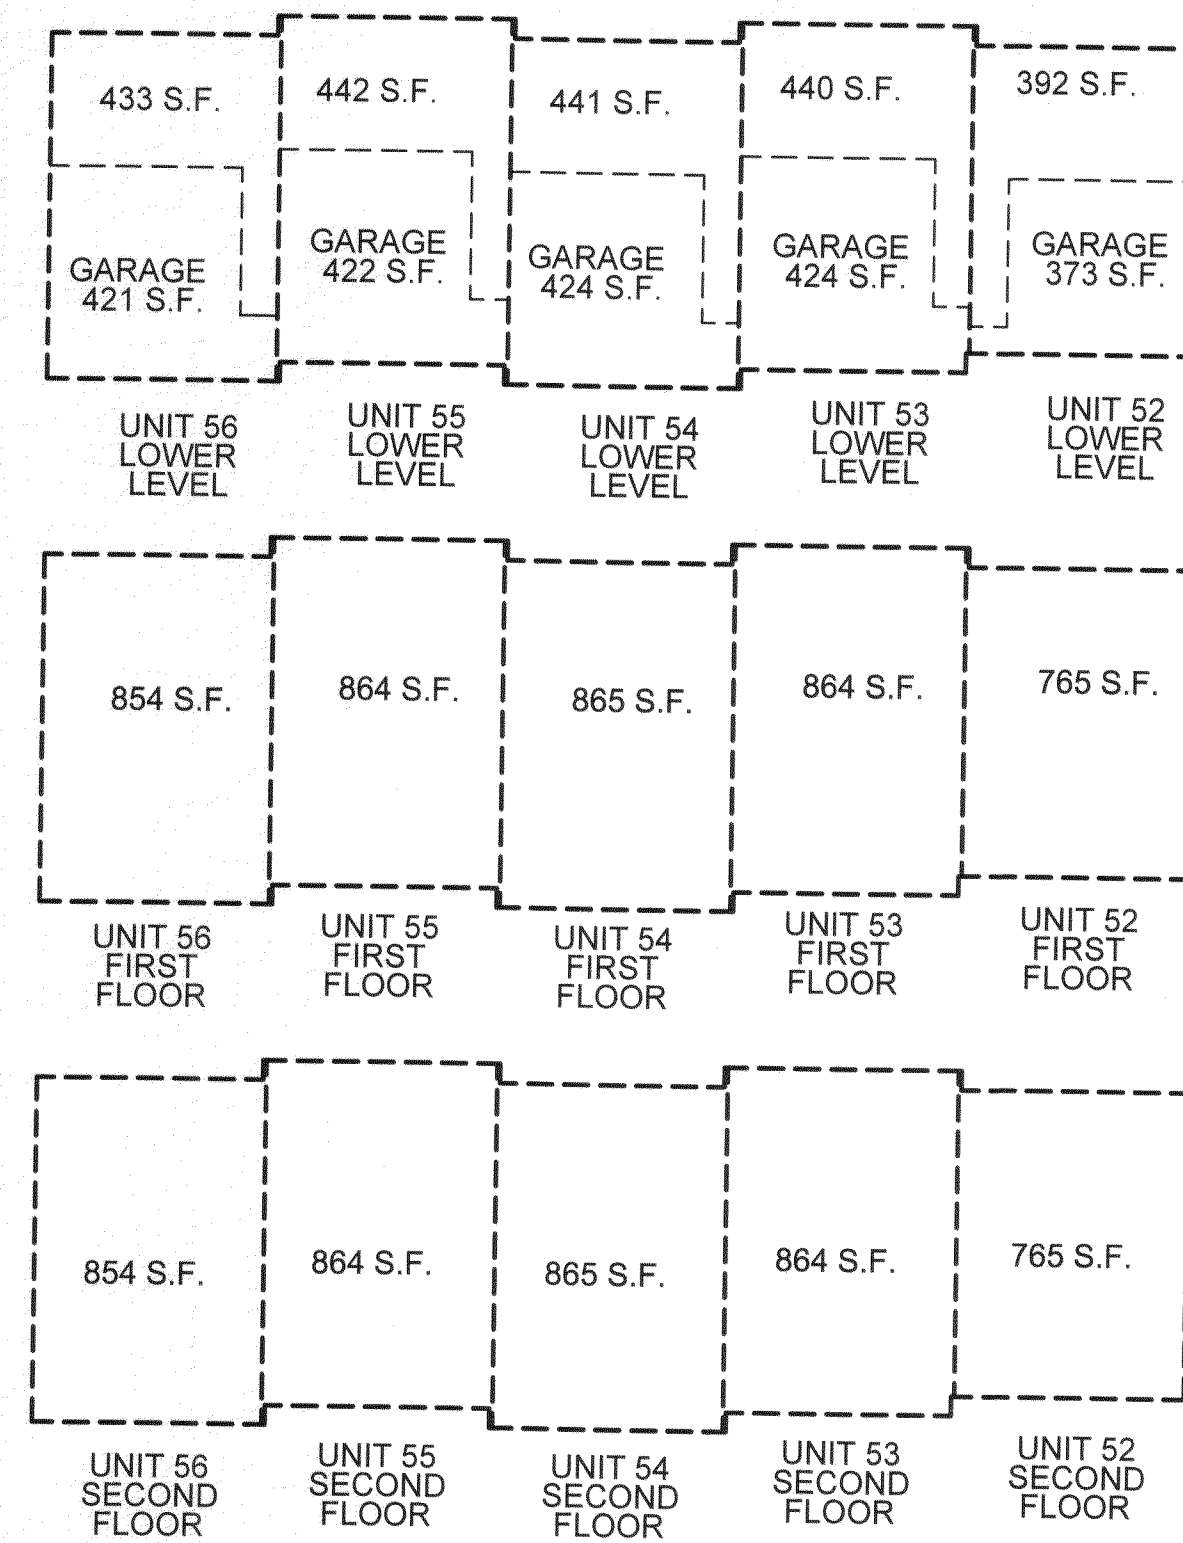 433 S.F.
442 S.F.
441 S.F.
440 S.F.
392 S.F.
GARAGE
421 S.F.
GARAGE
422 S.F.
GARAGE
424 S.F.
GARAGE
424 S.F.
GARAGE
373 S.F.
UNIT 56
LOWER
LEVEL
UNIT 55
LOWER
LEVEL
UNIT 54
LOWER
LEVEL
UNIT 53
LOWER
LEVEL
UNIT 52
LOWER
LEVEL
854 S.F.
864 S.F.
865 S.F.
864 S.F.
765 S.F.
UNIT 56
FIRST
FLOOR
UNIT 55
FIRST
FLOOR
UNIT 54
FIRST
FLOOR
UNIT 53
FIRST
FLOOR
UNIT 52
FIRST
FLOOR
854 S.F.
864 S.F.
865 S.F.
864 S.F.
765 S.F.
UNIT 56
SECOND
FLOOR
UNIT 55
SECOND
FLOOR
UNIT 54
SECOND
FLOOR
UNIT 53
SECOND
FLOOR
UNIT 52
SECOND
FLOOR